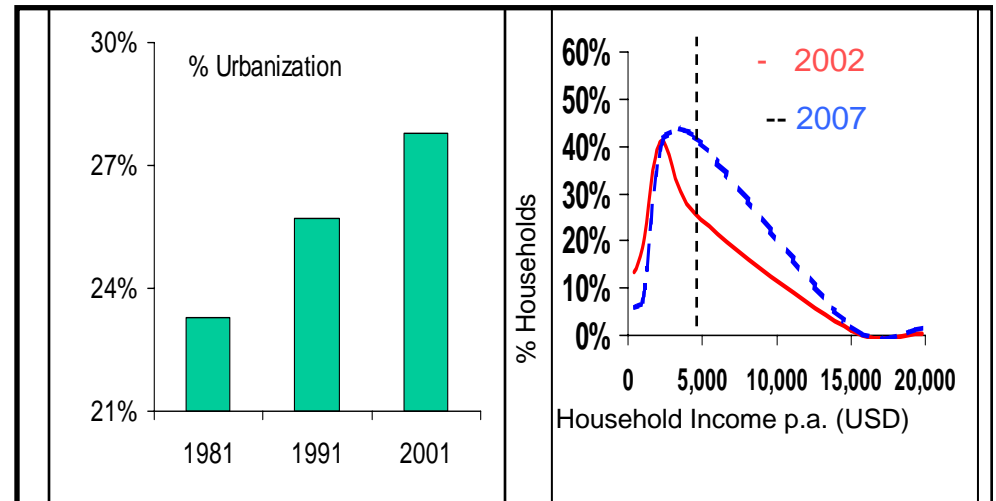 30%
% Urbanization
27%
24%
21%
1981 1991 2001
% Households
60%
50%
40%
30%
20%
10%
0%
- 2002
-- 2007
0 5,000 10,000 15,000 20,000
Household Income p.a. (USD)